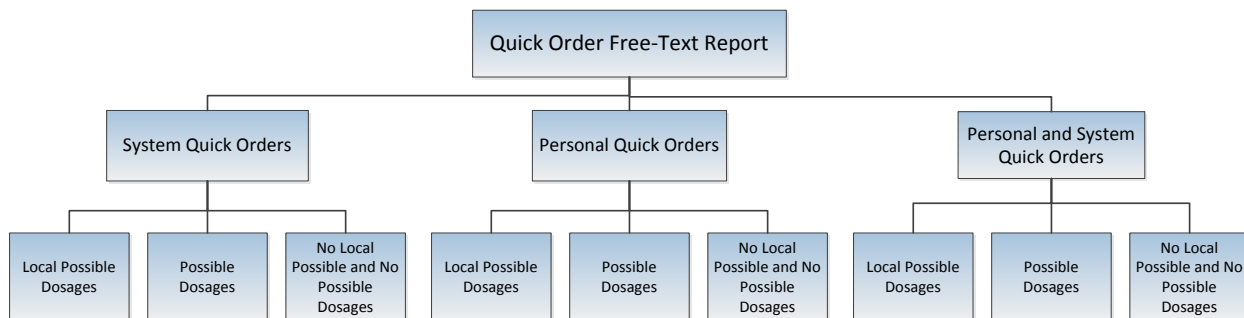 Quick Order Free-Text Report
System Quick Orders
Personal Quick Orders
Personal and System
Quick Orders
Local Possible
Dosages
Possible
Dosages
No Local
Possible and No
Possible
Dosages
Local Possible
Dosages
Possible
Dosages
No Local
Possible and No
Possible
Dosages
Local Possible
Dosages
Possible
Dosages
No Local
Possible and No
Possible
Dosages